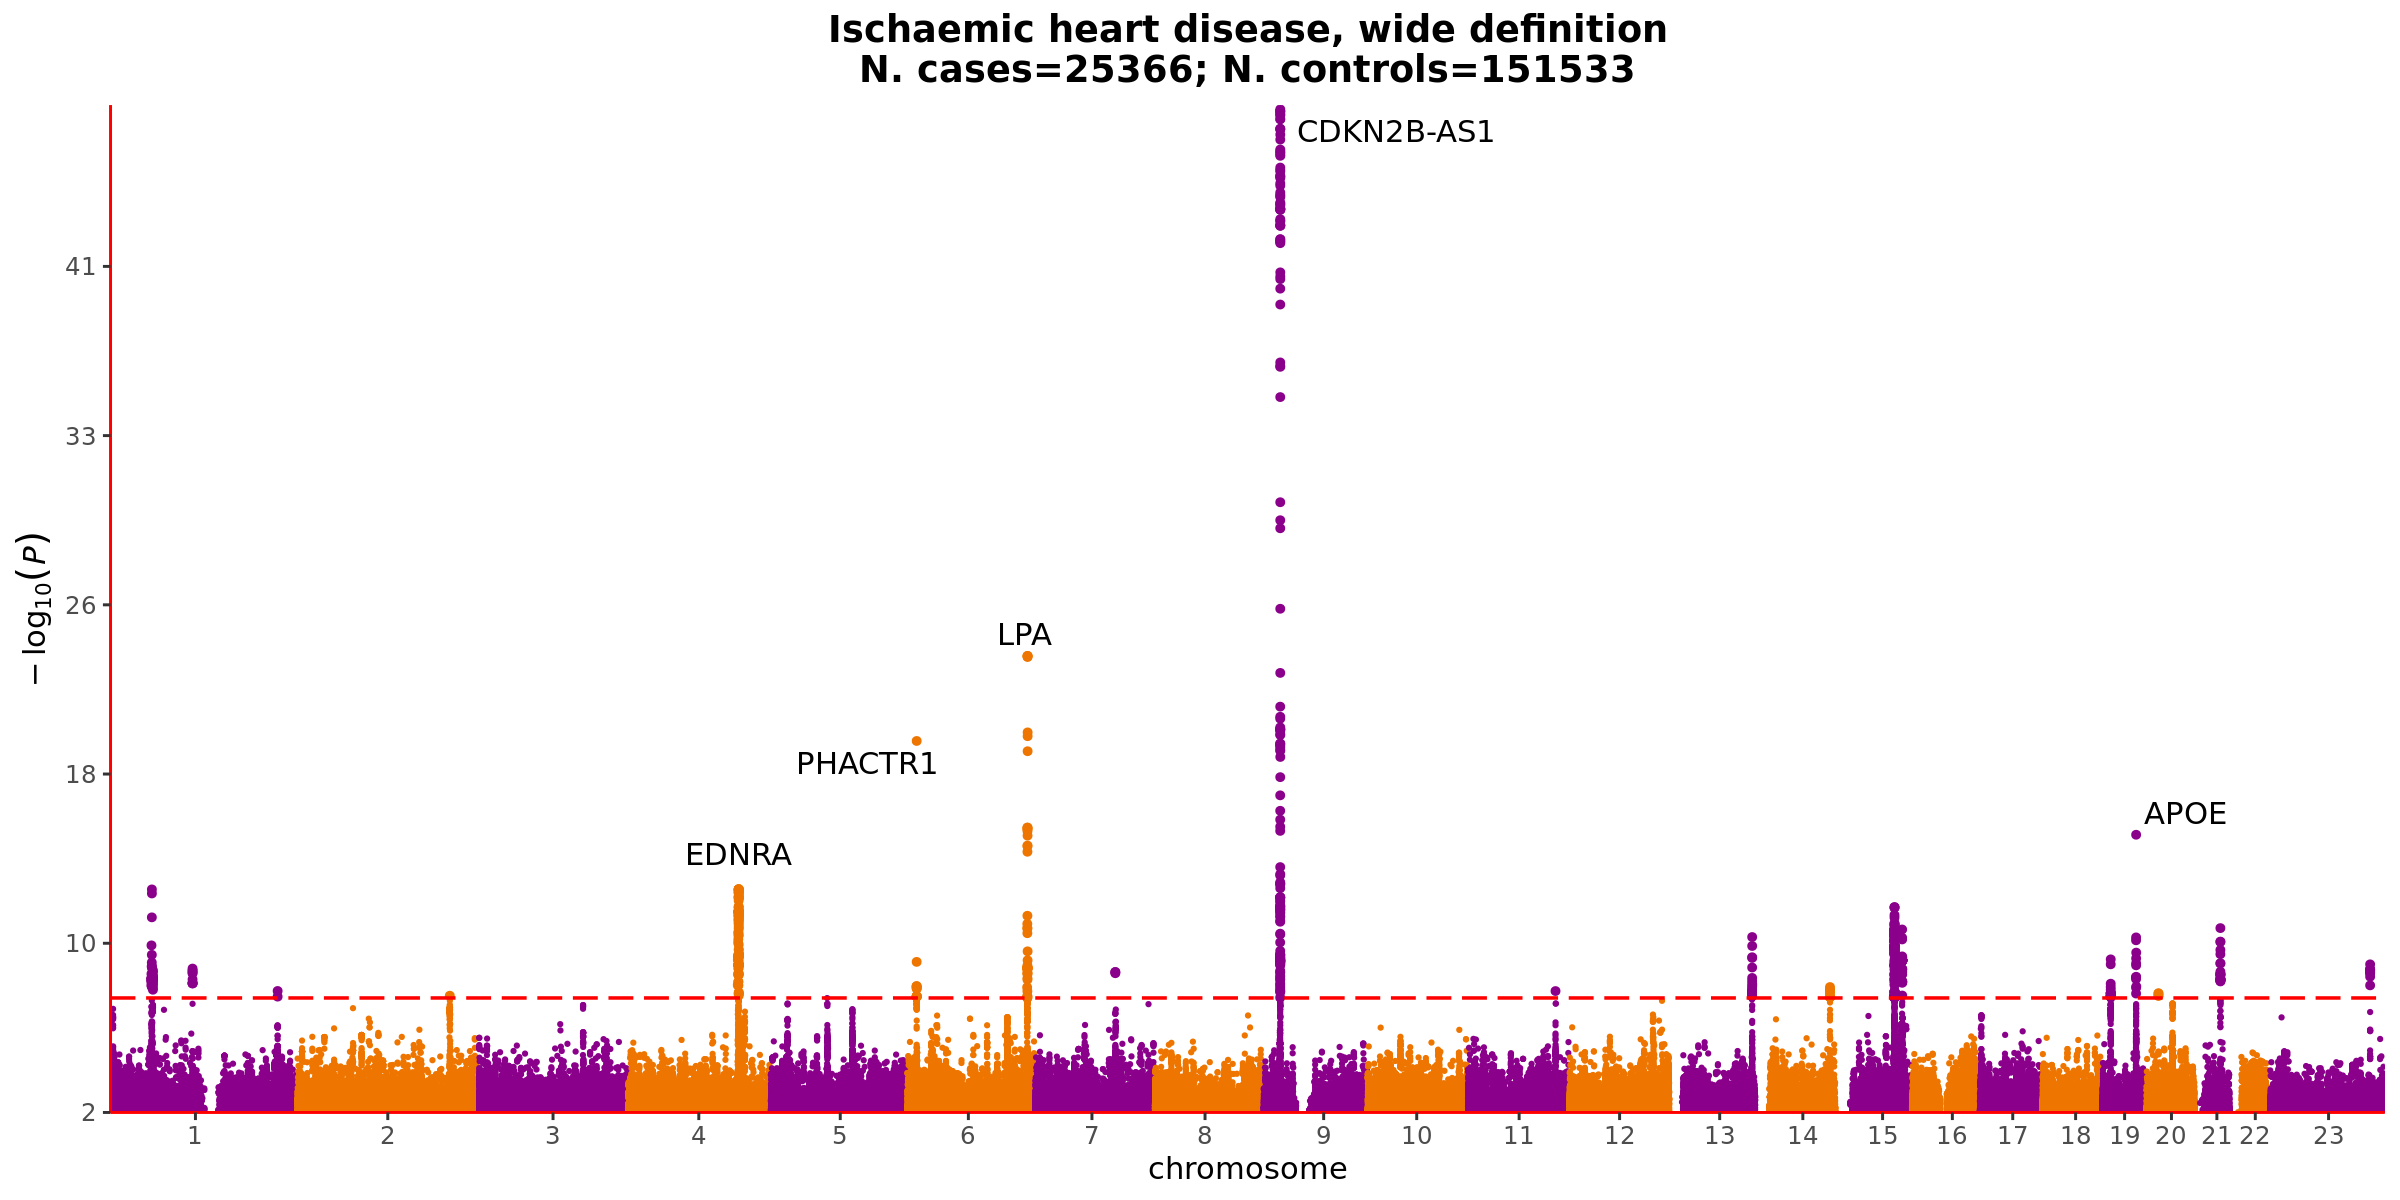 Ischaemic heart disease, wide definition
N. cases=25366; N. controls=151533
CDKN2B-AS1
LPA
PHACTR1
APOE
EDNRA
−log10(P)
41
33
26
18
10
2
1 2 3 4 5 6 7 8 9 10 11 12 13 14 15 16 17 18 19 20 21 22 23
chromosome